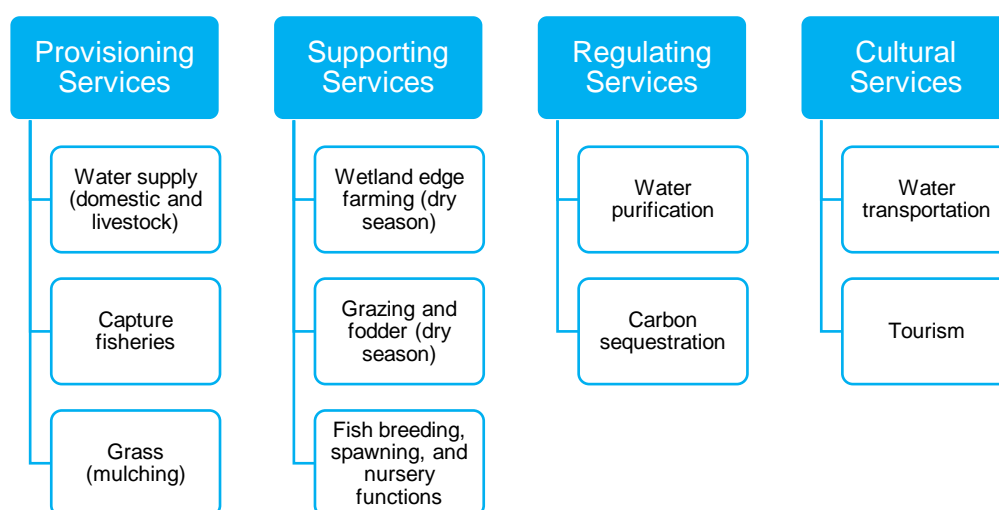 Provisioning
Services
Water supply
(domestic and
livestock)
Capture
fisheries
Grass
(mulching)
Supporting
Services
Wetland edge
farming (dry
season)
Grazing and
fodder (dry
season)
Fish breeding,
spawning, and
nursery
functions
Regulating
Services
Water
purification
Carbon
sequestration
Cultural
Services
Water
transportation
Tourism